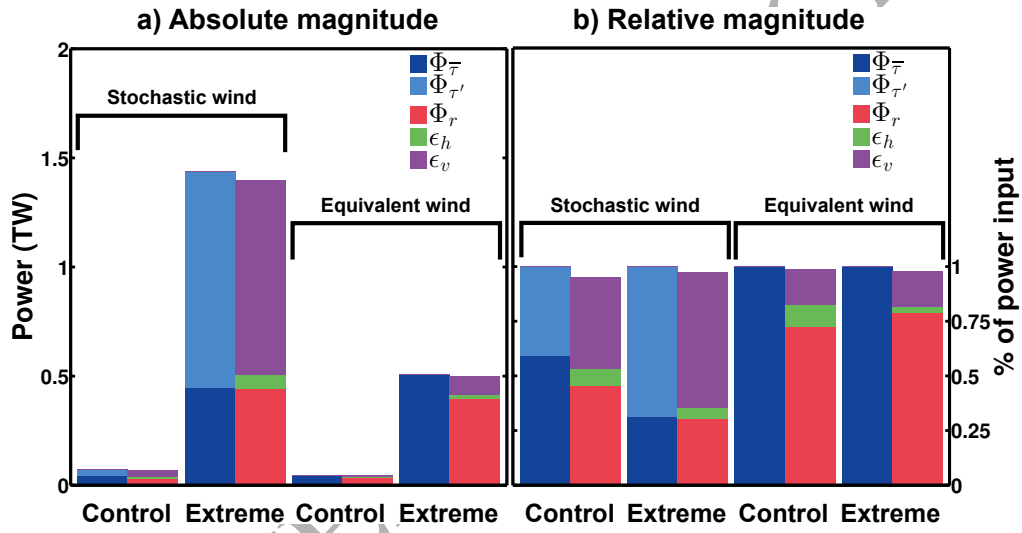 a) Absolute magnitude
2
1.5
1
0.5
0
Power (TW)
Φτ̅
Φτ′
Φr
ϵh
ϵv
Stochastic wind
Equivalent wind
Control Extreme Control Extreme
b) Relative magnitude
Φτ̅
Φτ′
Φr
ϵh
ϵv
Stochastic wind
Equivalent wind
1
0.75
0.5
0.25
0
% of power input
Control Extreme Control Extreme